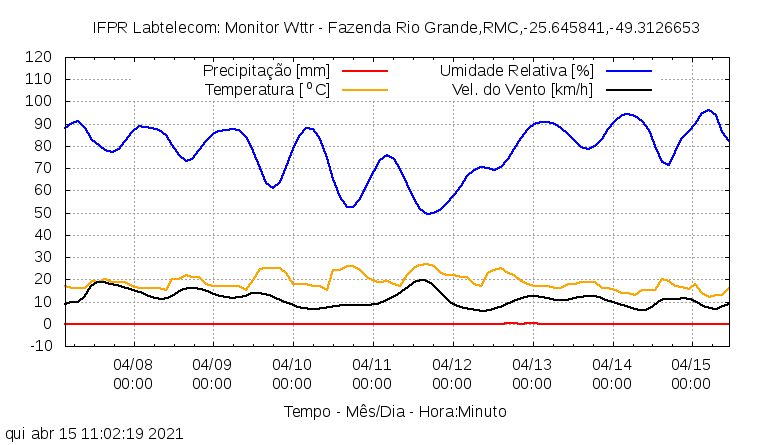 IFPR Labtelecom: Monitor Wttr - Fazenda Rio Grande,RMC,-25.645841,-49.3126653
Precipitação [mm]
Temperatura [⁰C]
Umidade Relativa [%]
Vel. do Vento [km/h]
120
110
100
90
80
70
60
50
40
30
20
10
0
-10
04/08 04/09 04/10 04/11 04/12 04/13 04/14 04/15
00:00 00:00 00:00 00:00 00:00 00:00 00:00 00:00
Tempo - Mês/Dia - Hora:Minuto
qui abr 15 11:02:19 2021